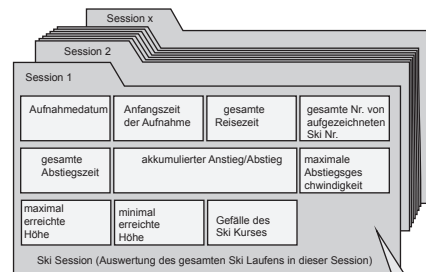 Session x
Session 2
Session 1
Aufnahmedatum
Anfangszeit
der Aufnahme
gesamte
Reisezeit
gesamte Nr. von
aufgezeichneten
Ski Nr.
gesamte
Abstiegszeit
akkumulierter Anstieg/Abstieg
maximale
Abstiegsges
chwindigkeit
maximal
erreichte
Höhe
minimal
erreichte
Höhe
Gefälle des
Ski Kurses
Ski Session (Auswertung des gesamten Ski Laufens in dieser Session)